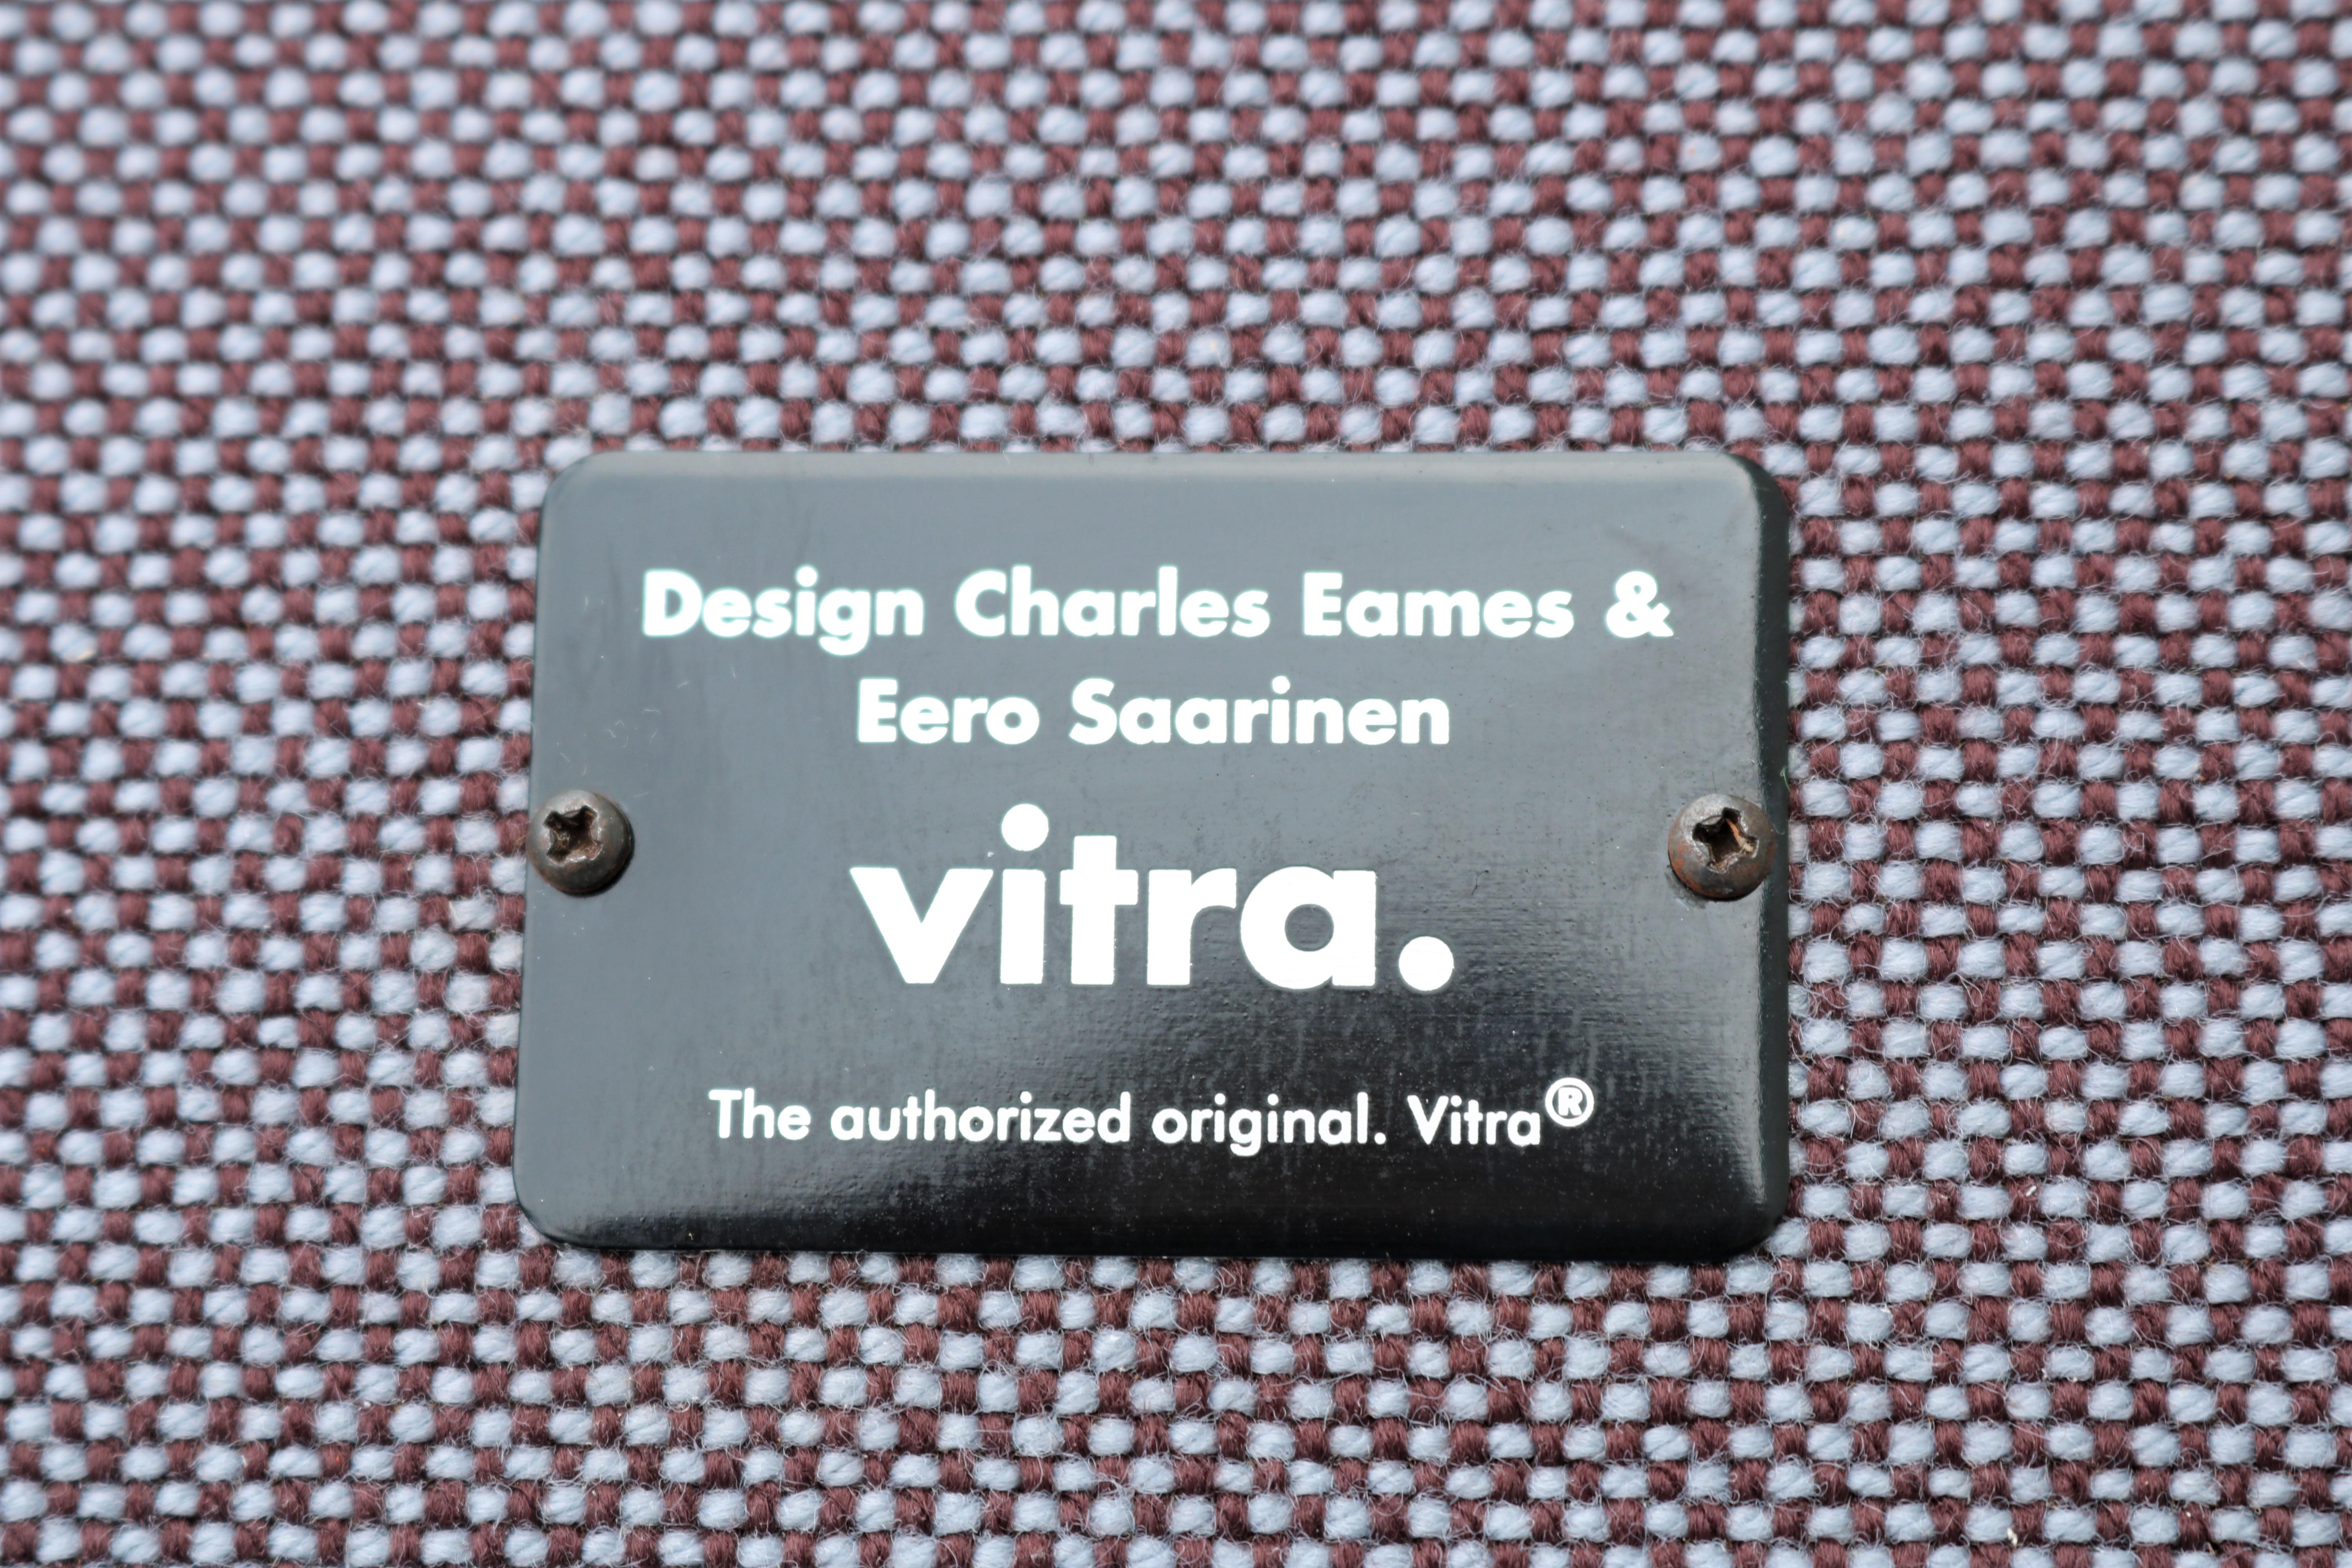 Design Charles Eames &
Eero Saarinen
vitra.
The authorized original. Vitra®